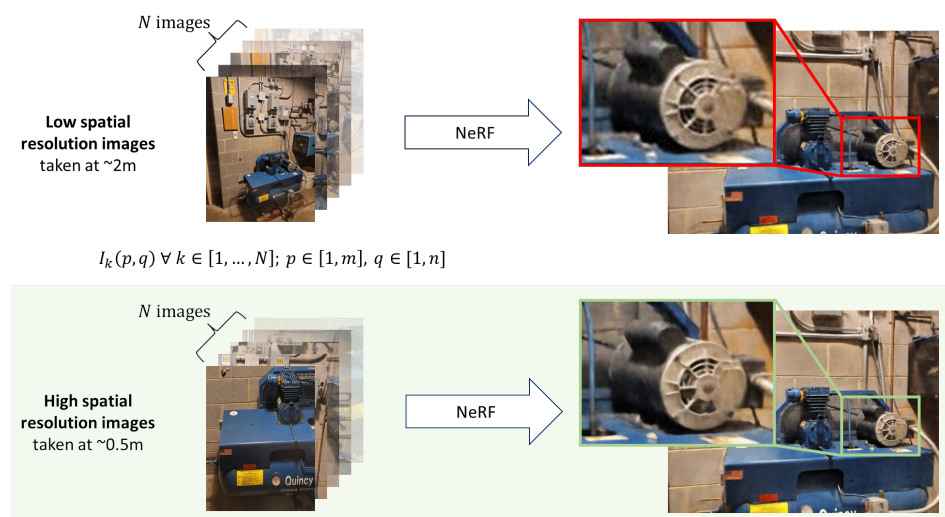 N images
Low spatial
resolution images
taken at ~2m
NeRF
I_k(p, q) ∀ k ∈ [1, …, N]; p ∈ [1, m], q ∈ [1, n]
N images
High spatial
resolution images
taken at ~0.5m
NeRF
Quincy